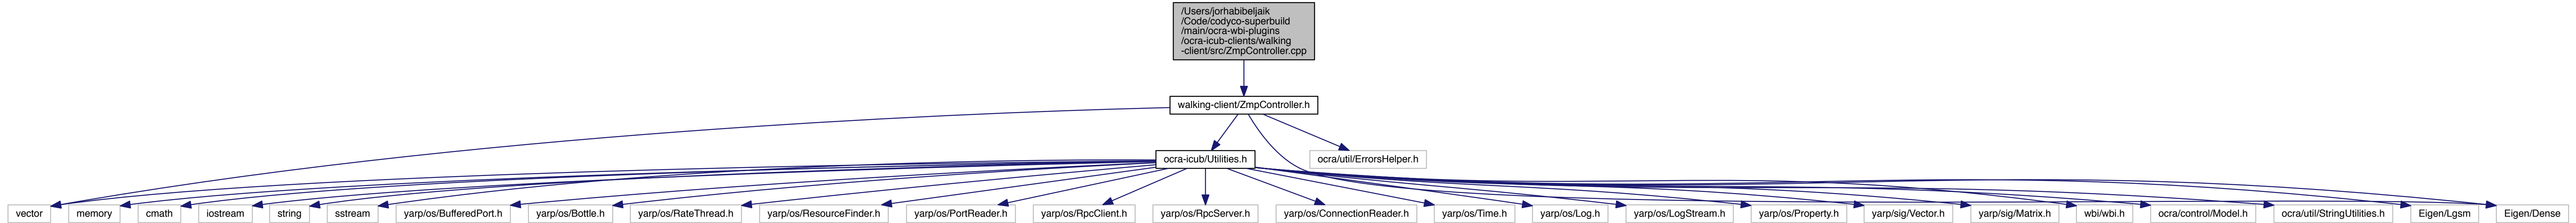 /Users/jorhabibeljaik
/Code/codyco-superbuild
/main/ocra-wbi-plugins
/ocra-icub-clients/walking
-client/src/ZmpController.cpp
walking-client/ZmpController.h
ocra-icub/Utilities.h
ocra/util/ErrorsHelper.h
vector
memory
cmath
iostream
string
sstream
yarp/os/BufferedPort.h
yarp/os/Bottle.h
yarp/os/RateThread.h
yarp/os/ResourceFinder.h
yarp/os/PortReader.h
yarp/os/RpcClient.h
yarp/os/RpcServer.h
yarp/os/ConnectionReader.h
yarp/os/Time.h
yarp/os/Log.h
yarp/os/LogStream.h
yarp/os/Property.h
yarp/sig/Vector.h
yarp/sig/Matrix.h
wbi/wbi.h
ocra/control/Model.h
ocra/util/StringUtilities.h
Eigen/Lgsm
Eigen/Dense